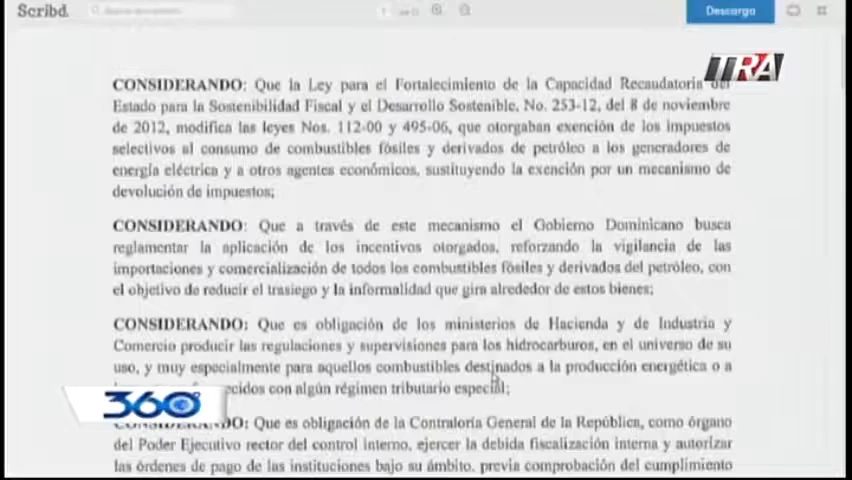 Scribd.
Descarga
TRA
CONSIDERANDO: Que la Ley para el Fortalecimiento de la Capacidad Recaudatoria del
Estado para la Sostenibilidad Fiscal y el Desarrollo Sostenible, No. 253-12, del 8 de noviembre
de 2012, modifica las leyes Nos. 112-00 y 495-06, que otorgaban exención de los impuestos
selectivos al consumo de combustibles fósiles y derivados de petróleo a los generadores de
energía eléctrica y a otros agentes económicos, sustituyendo la exención por un mecanismo de
devolución de impuestos;
CONSIDERANDO: Que a través de este mecanismo el Gobierno Dominicano busca
reglamentar la aplicación de los incentivos otorgados, reforzando la vigilancia de las
importaciones y comercialización de todos los combustibles fósiles y derivados del petróleo, con
el objetivo de reducir el trasiego y la informalidad que gira alrededor de estos bienes;
CONSIDERANDO: Que es obligación de los ministerios de Hacienda y de Industria y
Comercio producir las regulaciones y supervisiones para los hidrocarburos, en el universo de su
uso, y muy especialmente para aquellos combustibles destinados a la producción energética o a
con algún régimen tributario especial;
360°
CONSIDERANDO: Que es obligación de la Contraloría General de la República, como órgano
del Poder Ejecutivo rector del control interno, ejercer la debida fiscalización interna y autorizar
las órdenes de pago de las instituciones bajo su ámbito, previa comprobación del cumplimiento